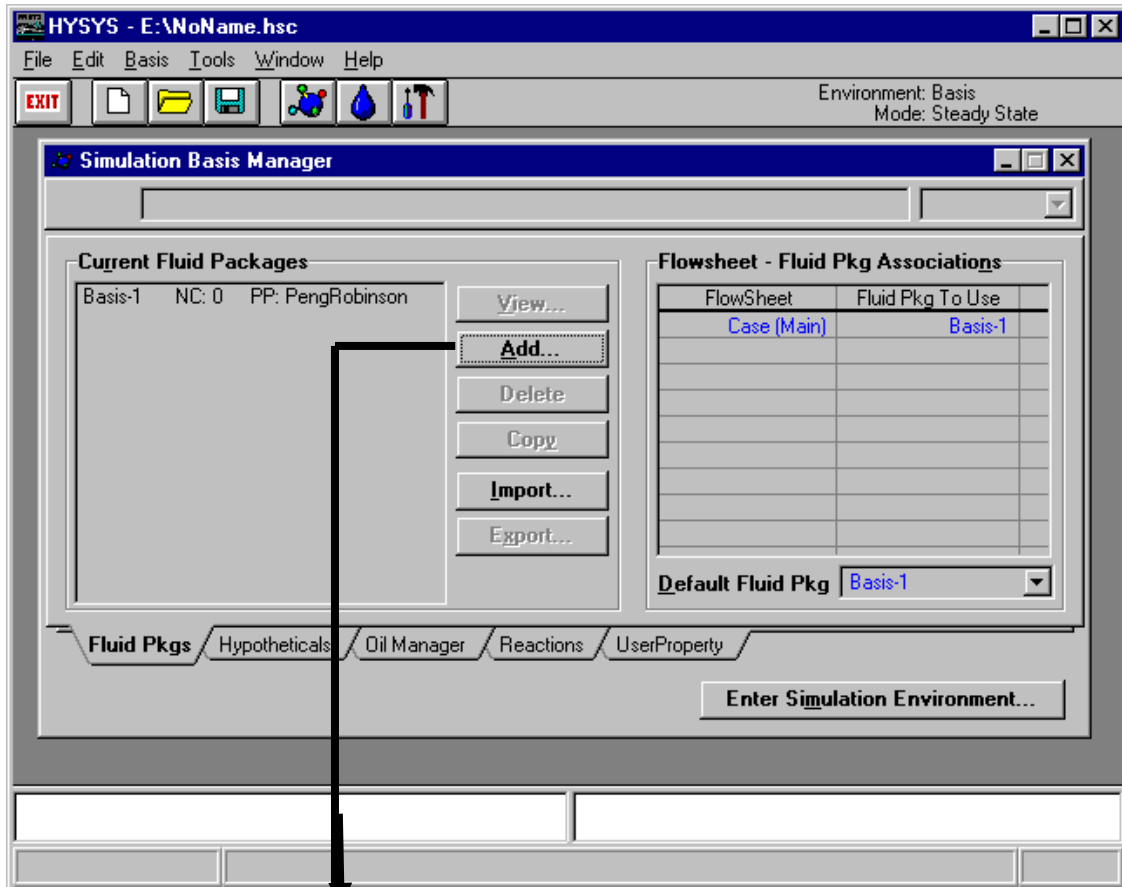 HYSYS - E:\NoName.hsc
File Edit Basis Tools Window Help
EXIT
Environment: Basis
Mode: Steady State
Simulation Basis Manager
Current Fluid Packages
Basis-1 NC: 0 PP: PengRobinson
View...
Add...
Delete
Copy
Import...
Export...
Flowsheet - Fluid Pkg Associations
FlowSheet Fluid Pkg To Use
Case (Main) Basis-1
Default Fluid Pkg Basis-1
Fluid Pkgs Hypotheticals Oil Manager Reactions UserProperty
Enter Simulation Environment...